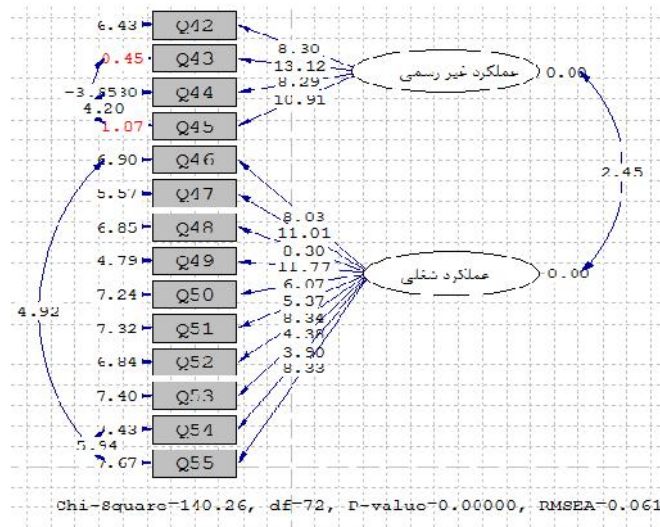 6.43 Q42 8.30
0.45 Q43 13.12 عملکرد غیر رسمی 0.00
Q44 8.29
4.20 10.91
1.07 Q45
6.90 Q46 2.45
5.57 Q47 8.03
6.85 Q48 11.01
4.79 Q49 11.77 عملکرد شغلی 0.00
7.24 Q50 6.07
4.92 7.32 Q51 5.37
8.34
6.84 Q52 4.38
7.40 Q53 3.90
Q54 8.33
5.94
Q55
Chi-Square=140.26, df=72, P-value=0.00000, RMSEA=0.061